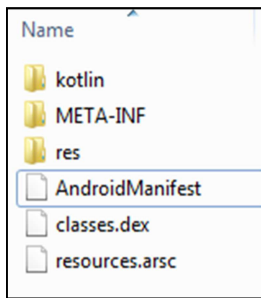 Name
kotlin
META-INF
res
AndroidManifest
classes.dex
resources.arsc